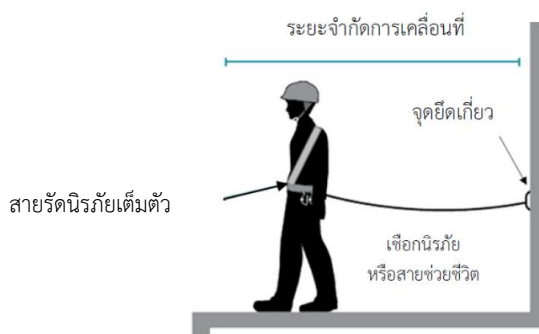 ระยะจำกัดการเคลื่อนที่
จุดยึดเกี่ยว
สายรัดนิรภัยเต็มตัว
เชือกนิรภัย
หรือสายช่วยชีวิต